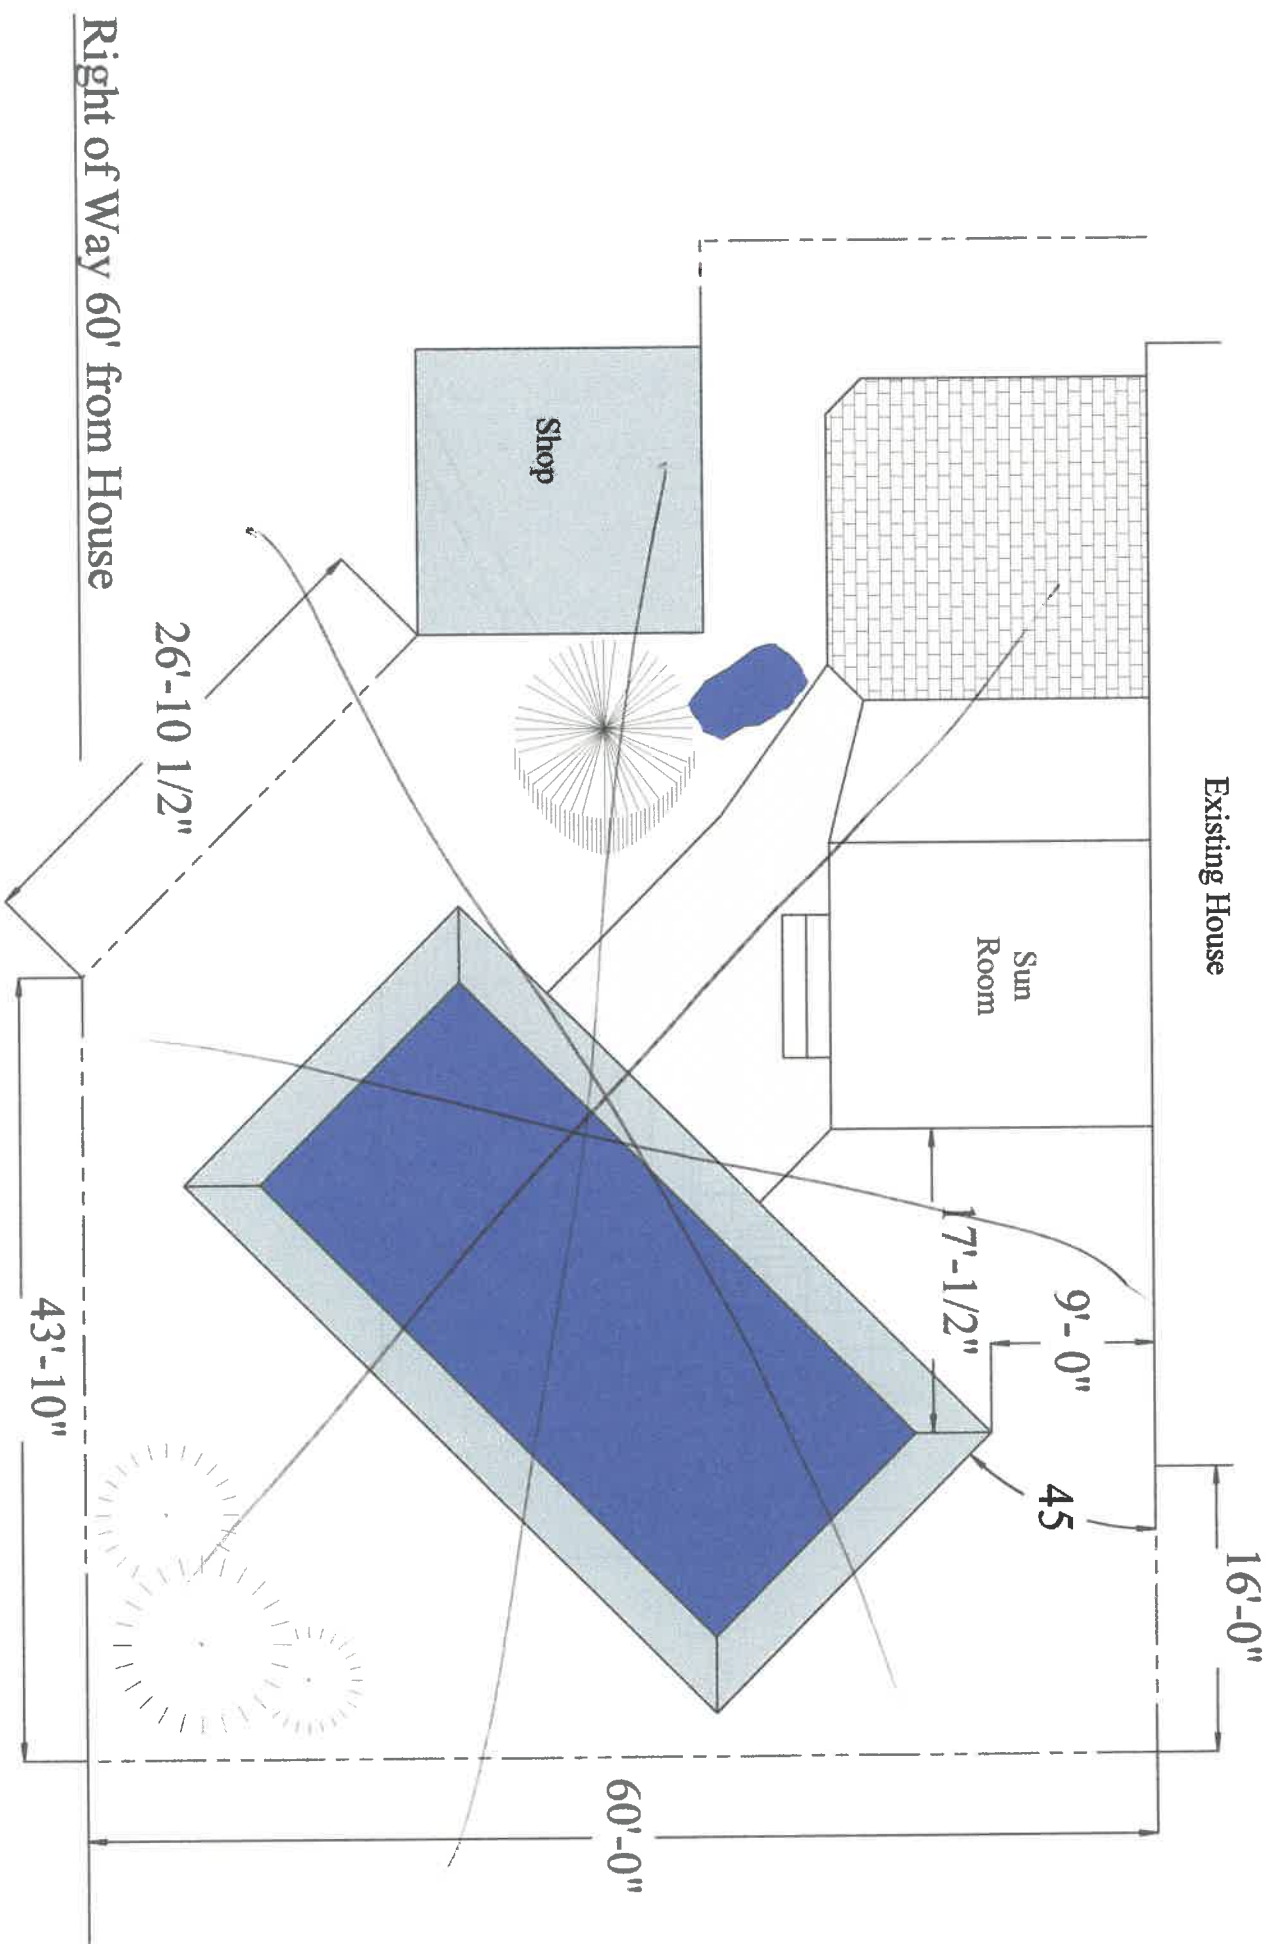 Existing House
16'-0"
Sun
Room
9'-0"
17'-1/2"
45
Shop
60'-0"
26'-10 1/2"
43'-10"
Right of Way 60' from House